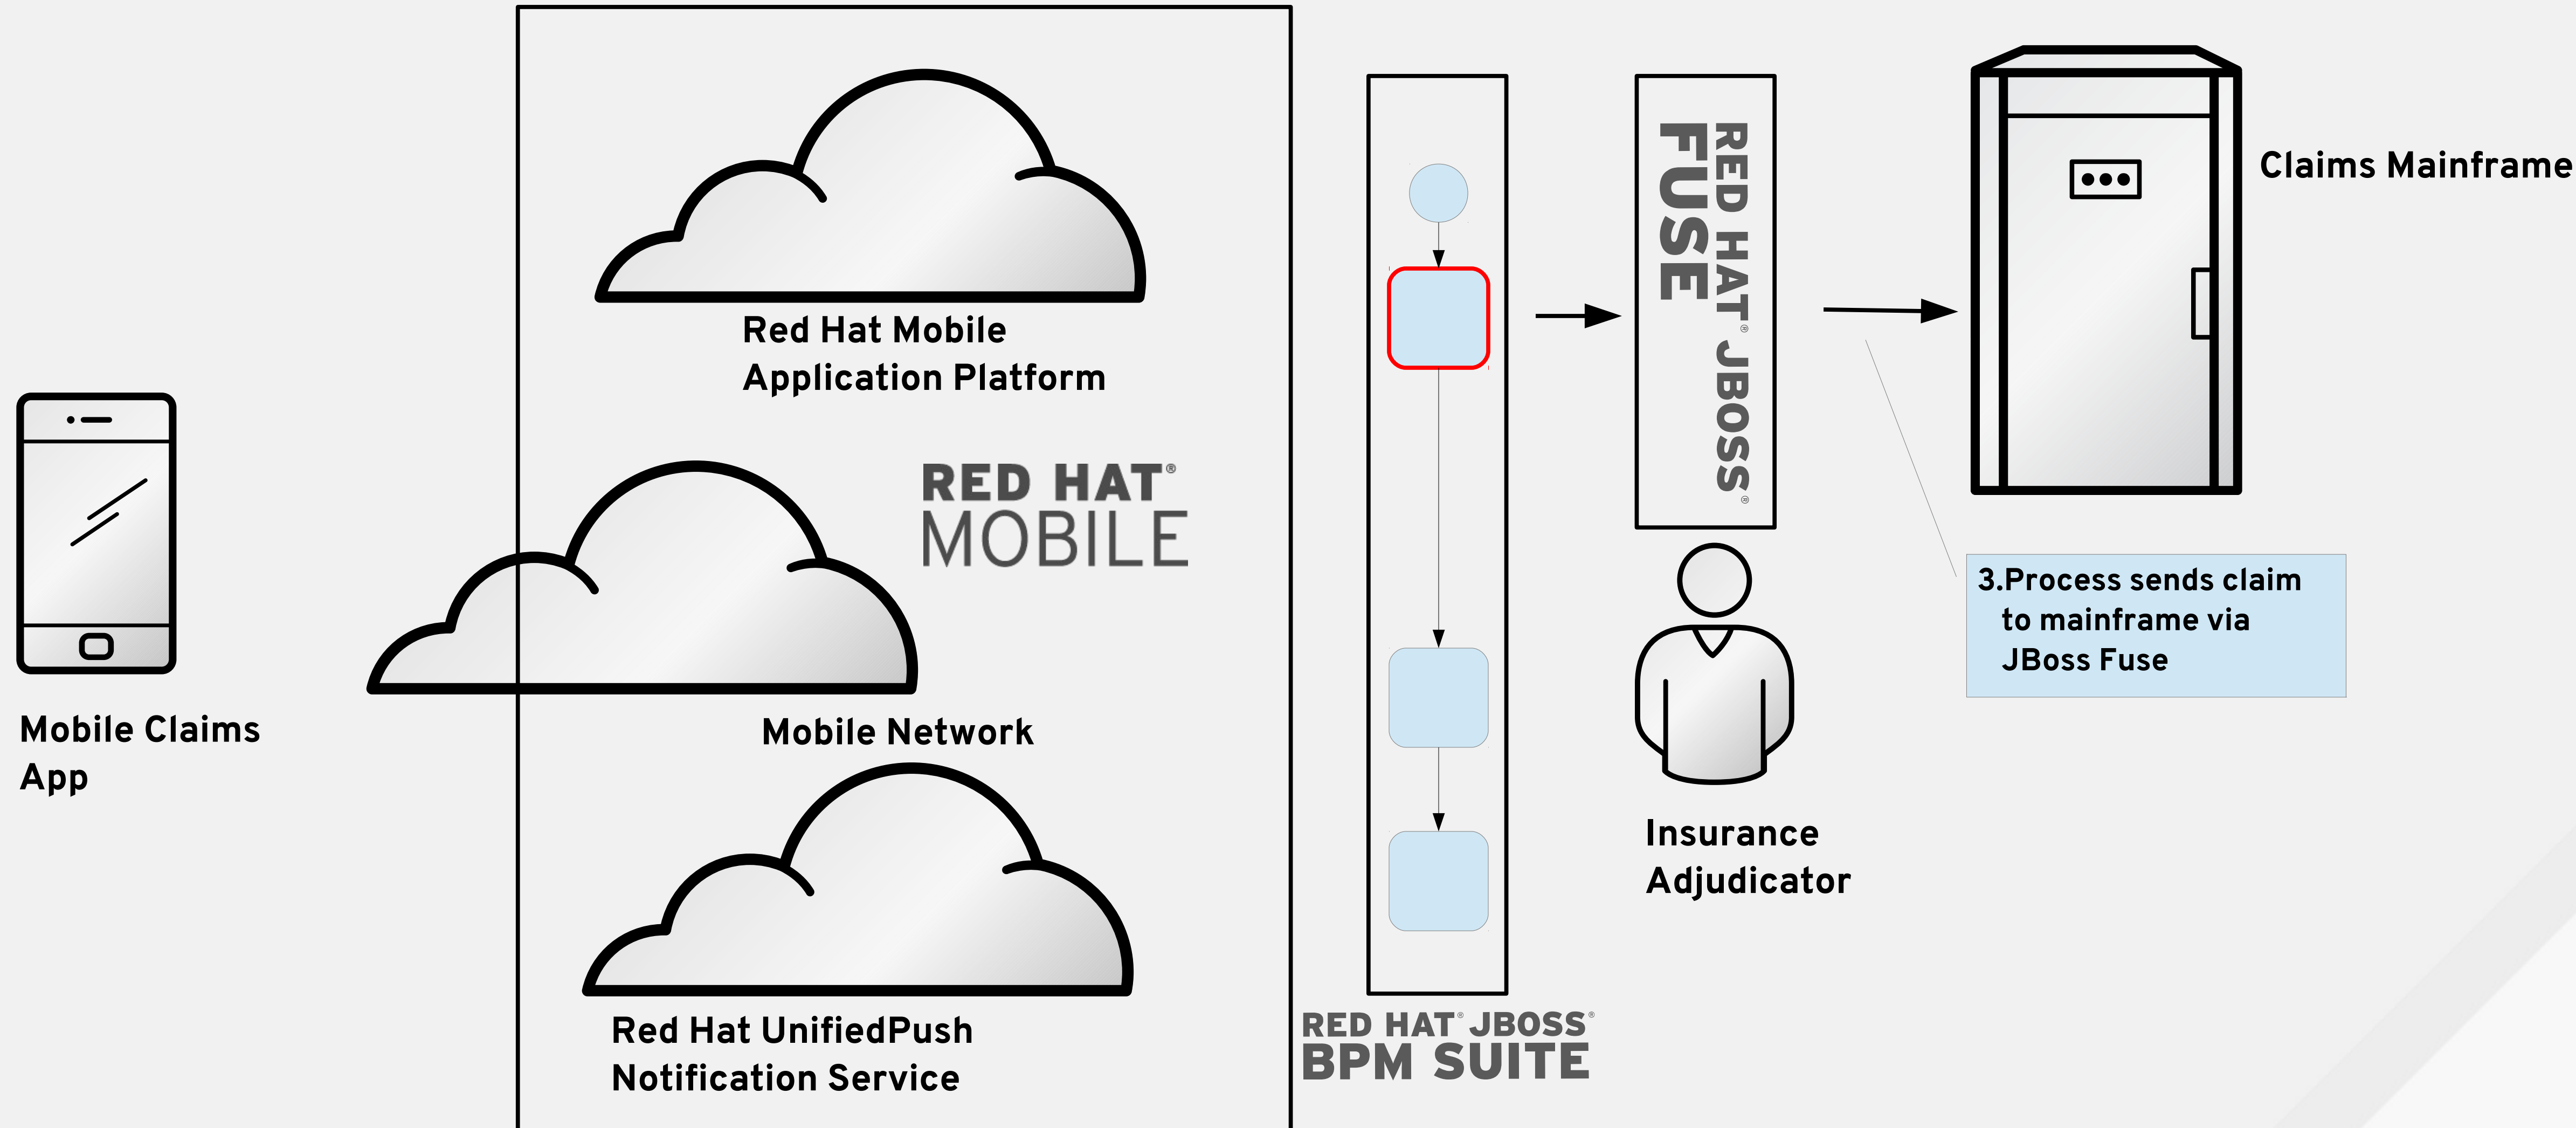 Mobile Claims
App
Red Hat Mobile
Application Platform
RED HAT®
MOBILE
Mobile Network
Red Hat UnifiedPush
Notification Service
RED HAT® JBOSS®
BPM SUITE
RED HAT® JBOSS®
FUSE
Insurance
Adjudicator
Claims Mainframe
3.Process sends claim
to mainframe via
JBoss Fuse